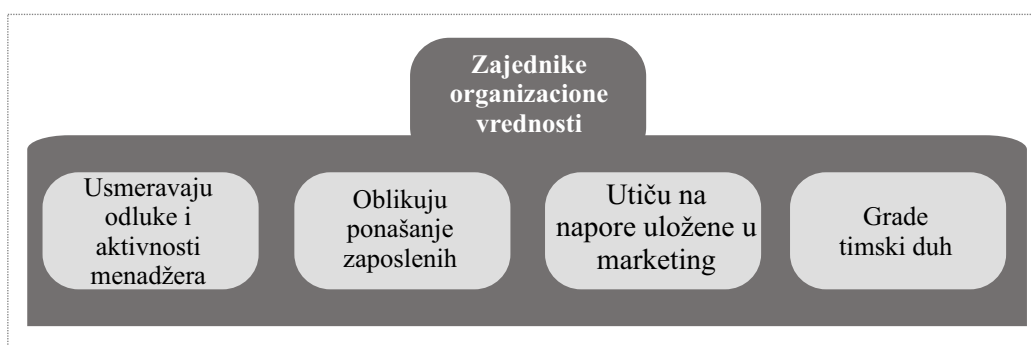 Zajednike
organizacione
vrednosti
Usmeravaju
odluke i
aktivnosti
menadžera
Oblikuju
ponašanje
zaposlenih
Utiču na
napore uložene u
marketing
Grade
timski duh